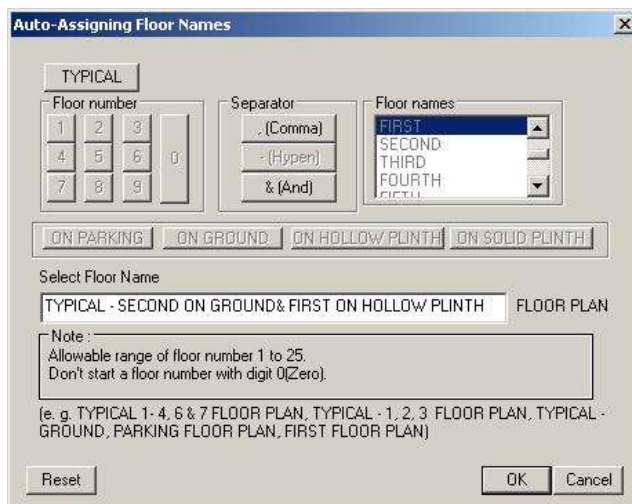 Auto-Assigning Floor Names
TYPICAL
Floor number
1 2 3
4 5 6 0
7 8 9
Separator
, (Comma)
- (Hypen)
& (And)
Floor names
FIRST
SECOND
THIRD
FOURTH
FIFTH
ON PARKING ON GROUND ON HOLLOW PLINTH ON SOLID PLINTH
Select Floor Name
TYPICAL - SECOND ON GROUND& FIRST ON HOLLOW PLINTH FLOOR PLAN
Note :
Allowable range of floor number 1 to 25.
Don't start a floor number with digit 0(Zero).
(e. g. TYPICAL 1- 4, 6 & 7 FLOOR PLAN, TYPICAL - 1, 2, 3 FLOOR PLAN, TYPICAL -
GROUND, PARKING FLOOR PLAN, FIRST FLOOR PLAN)
Reset OK Cancel